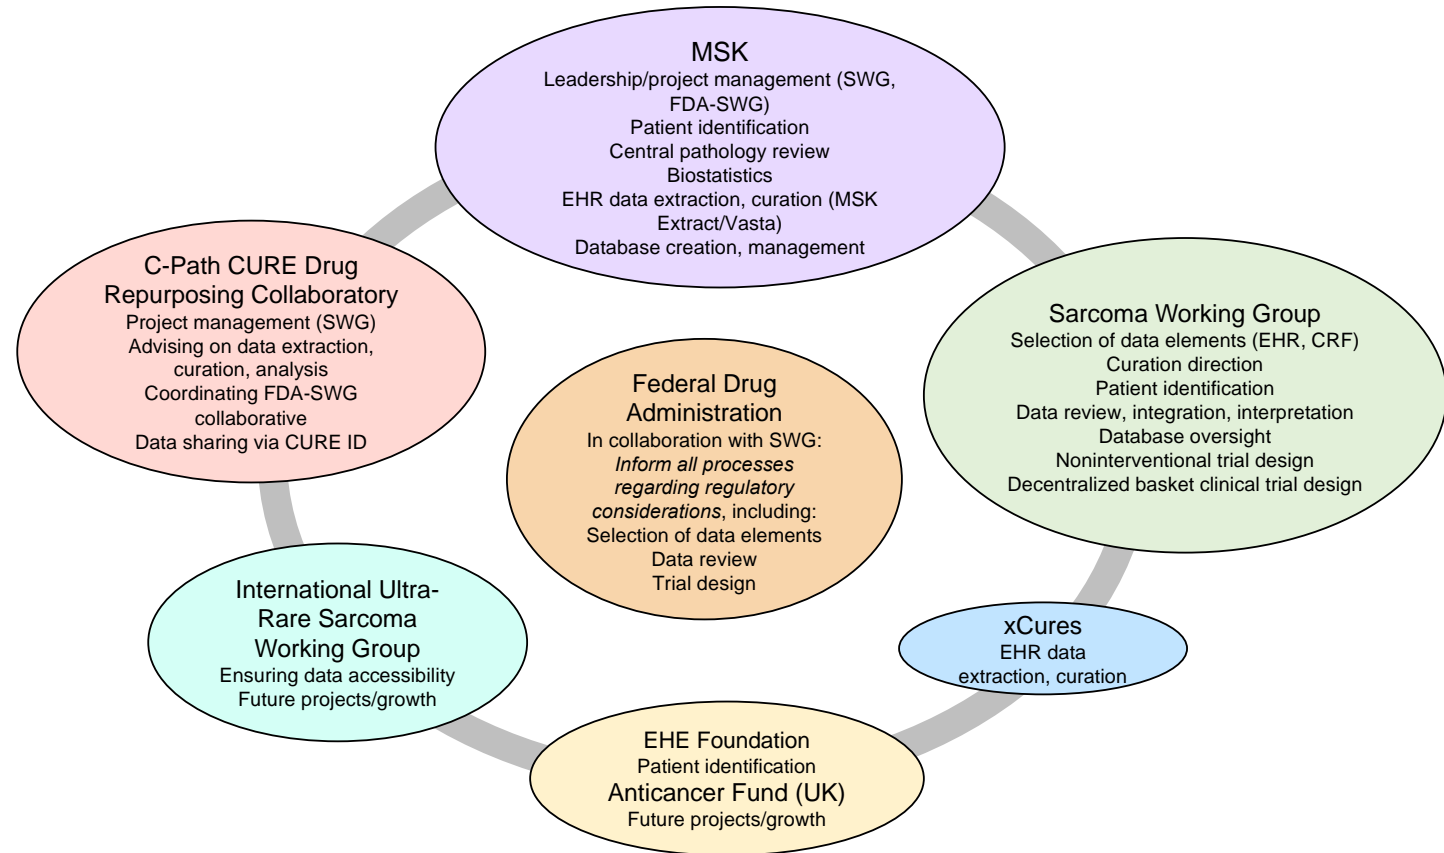 MSK
Leadership/project management (SWG,
FDA-SWG)
Patient identification
Central pathology review
Biostatistics
EHR data extraction, curation (MSK
Extract/Vasta)
Database creation, management
C-Path CURE Drug
Repurposing Collaboratory
Project management (SWG)
Advising on data extraction,
curation, analysis
Coordinating FDA-SWG
collaborative
Data sharing via CURE ID
Sarcoma Working Group
Selection of data elements (EHR, CRF)
Curation direction
Patient identification
Data review, integration, interpretation
Database oversight
Noninterventional trial design
Decentralized basket clinical trial design
Federal Drug
Administration
In collaboration with SWG:
Inform all processes
regarding regulatory
considerations, including:
Selection of data elements
Data review
Trial design
International Ultra-
Rare Sarcoma
Working Group
Ensuring data accessibility
Future projects/growth
xCures
EHR data
extraction, curation
EHE Foundation
Patient identification
Anticancer Fund (UK)
Future projects/growth